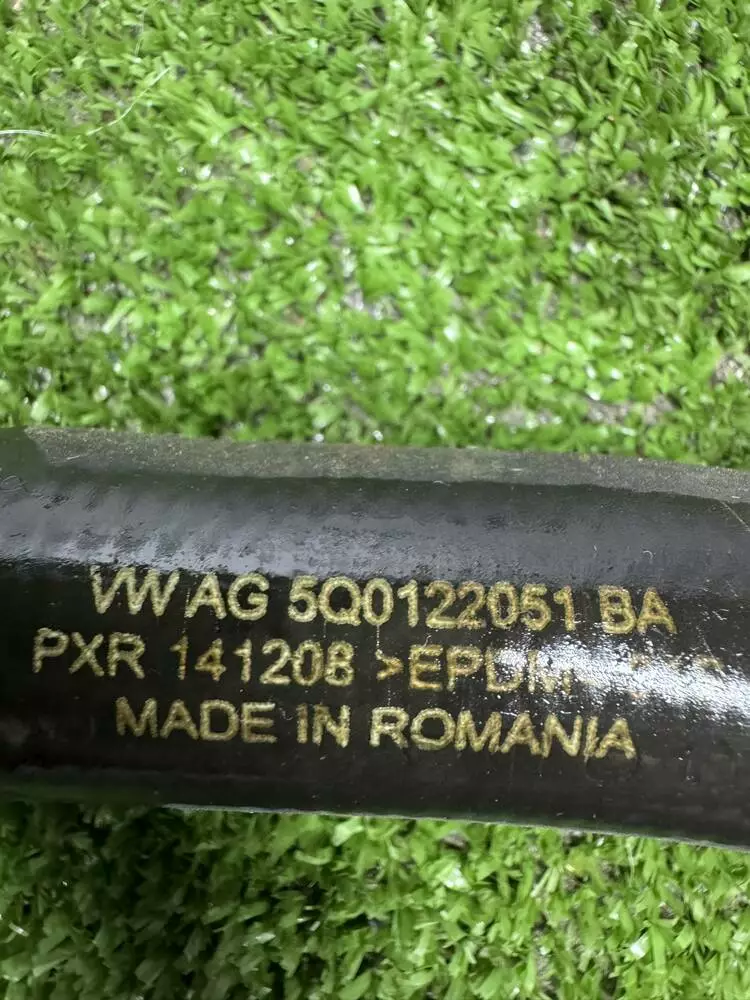 VW AG 5Q0122051 BA
PXR 141208 >EPDM
MADE IN ROMANIA